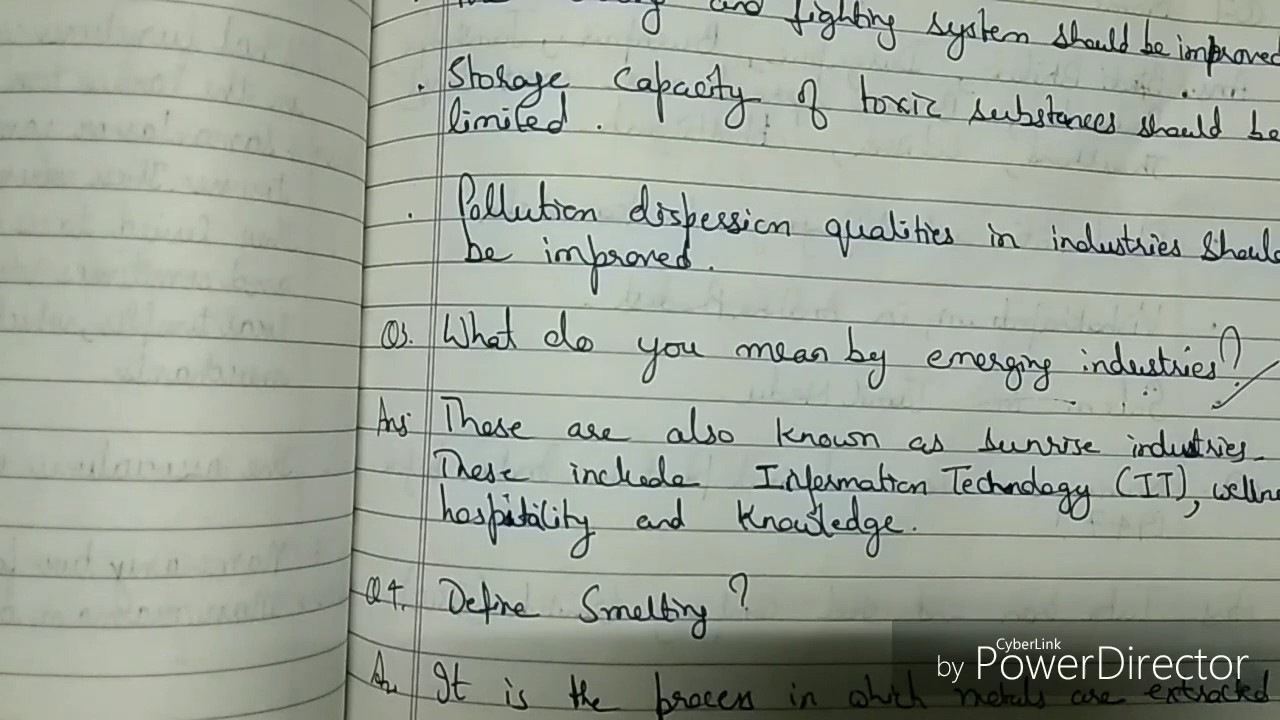 and fighting system should be improved
. Storage Capacity of toxic substances should be
limited .
. Pollution dispession qualities in industries should
be improved.
Q3. What do you mean by emerging industries?
Ans These are also known as sunrise industries.
These include Information Technology (IT),
hospitality and Knowledge.
Q4. Define Smelting ?
An It is the process in which metals are extracted
CyberLink
by PowerDirector